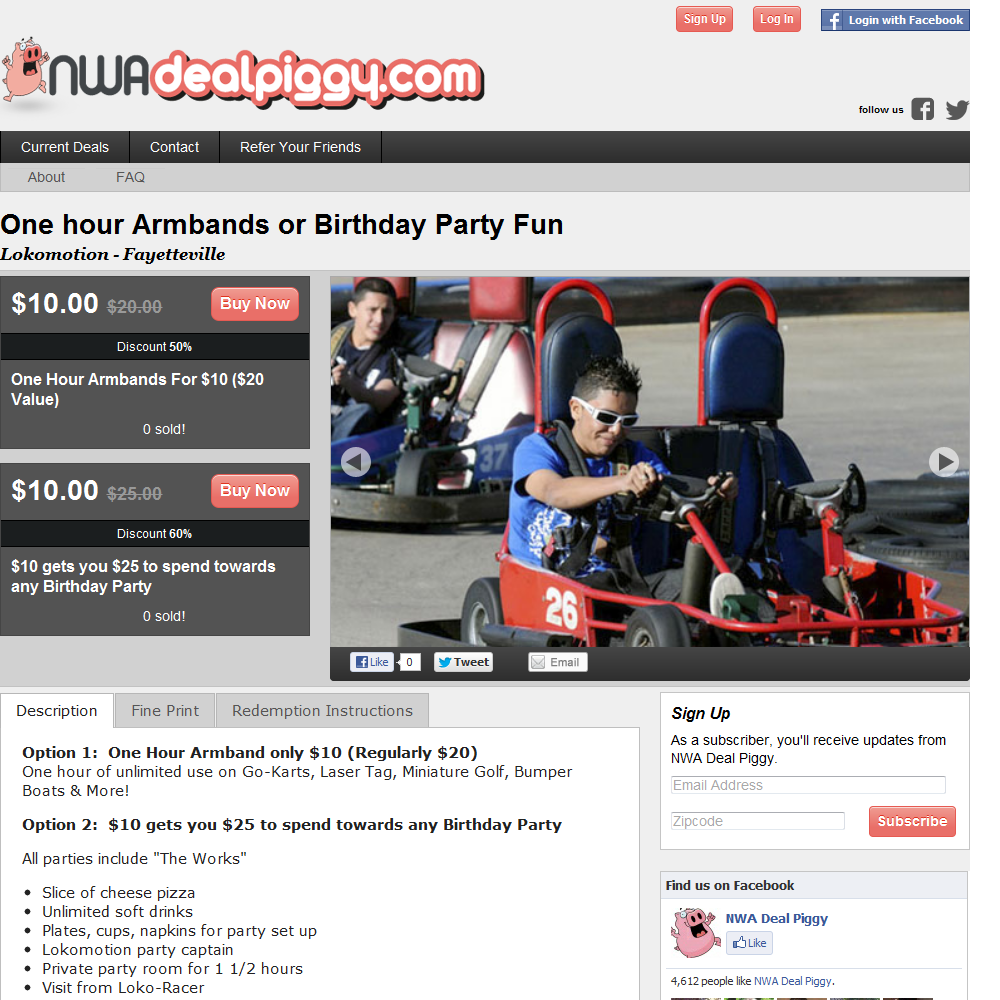 Sign Up
Log In
Login with Facebook
NWAdealpiggy.com
follow us
Current Deals
Contact
Refer Your Friends
About
FAQ
One hour Armbands or Birthday Party Fun
Lokomotion - Fayetteville
$10.00 $20.00
Buy Now
Discount 50%
One Hour Armbands For $10 ($20
Value)
0 sold!
$10.00 $25.00
Buy Now
Discount 60%
$10 gets you $25 to spend towards
any Birthday Party
0 sold!
37
26
Like
0
Tweet
Email
Description
Fine Print
Redemption Instructions
Option 1:  One Hour Armband only $10 (Regularly $20)
One hour of unlimited use on Go-Karts, Laser Tag, Miniature Golf, Bumper
Boats & More!
Option 2:  $10 gets you $25 to spend towards any Birthday Party
All parties include "The Works"
• Slice of cheese pizza
• Unlimited soft drinks
• Plates, cups, napkins for party set up
• Lokomotion party captain
• Private party room for 1 1/2 hours
• Visit from Loko-Racer
Sign Up
As a subscriber, you'll receive updates from
NWA Deal Piggy.
Email Address
Zipcode
Subscribe
Find us on Facebook
NWA Deal Piggy
Like
4,612 people like NWA Deal Piggy.